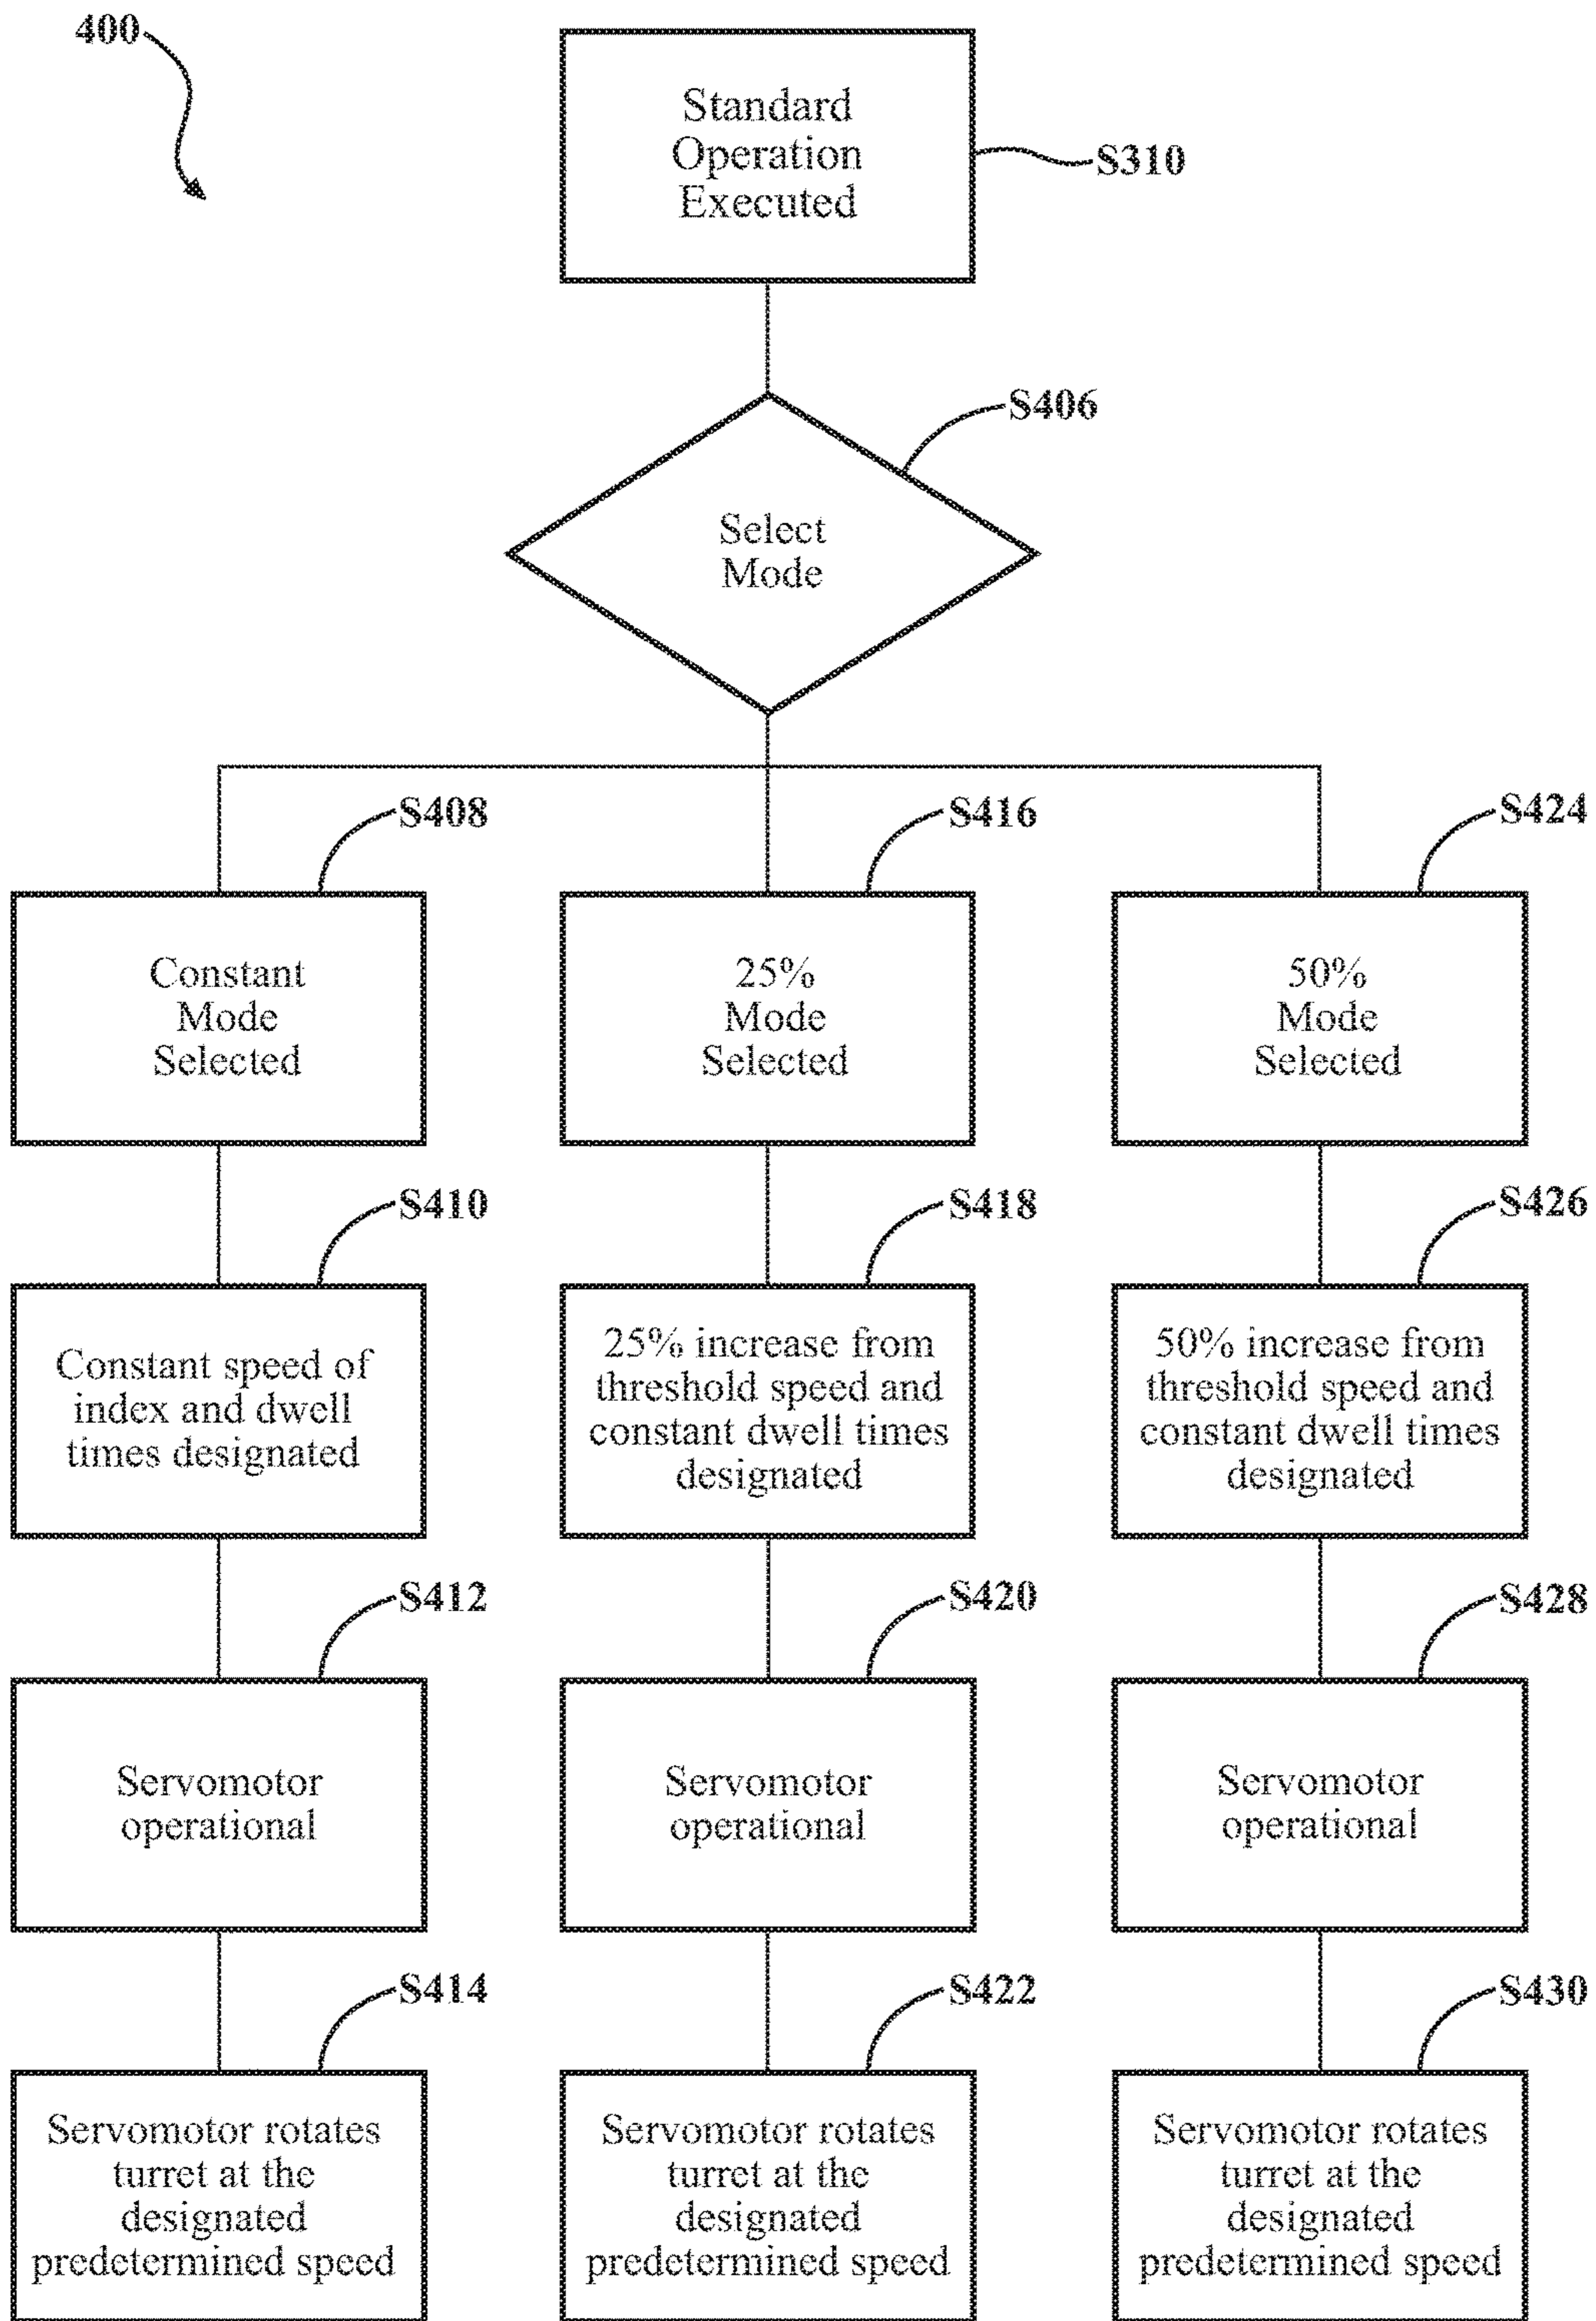 400
Standard
Operation
Executed
S310
S406
Select
Mode
S408
S416
S424
Constant
Mode
Selected
25%
Mode
Selected
50%
Mode
Selected
S410
S418
S426
Constant speed of
index and dwell
times designated
25% increase from
threshold speed and
constant dwell times
designated
50% increase from
threshold speed and
constant dwell times
designated
S412
S420
S428
Servomotor
operational
Servomotor
operational
Servomotor
operational
S414
S422
S430
Servomotor rotates
turret at the
designated
predetermined speed
Servomotor rotates
turret at the
designated
predetermined speed
Servomotor rotates
turret at the
designated
predetermined speed